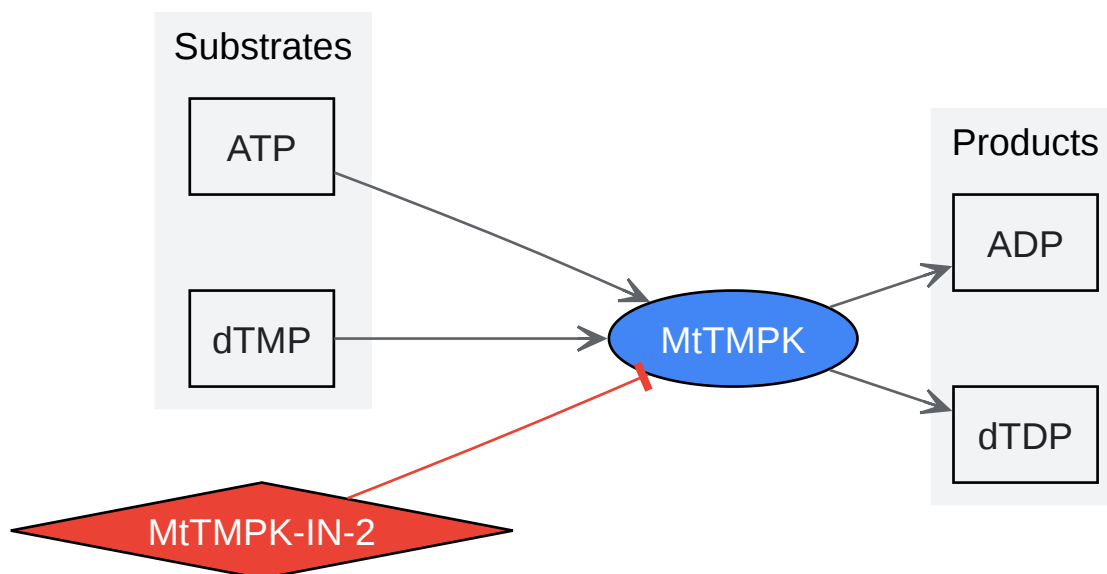 Substrates
ATP
dTMP
MtTMPK
Products
ADP
dTDP
MtTMPK-IN-2